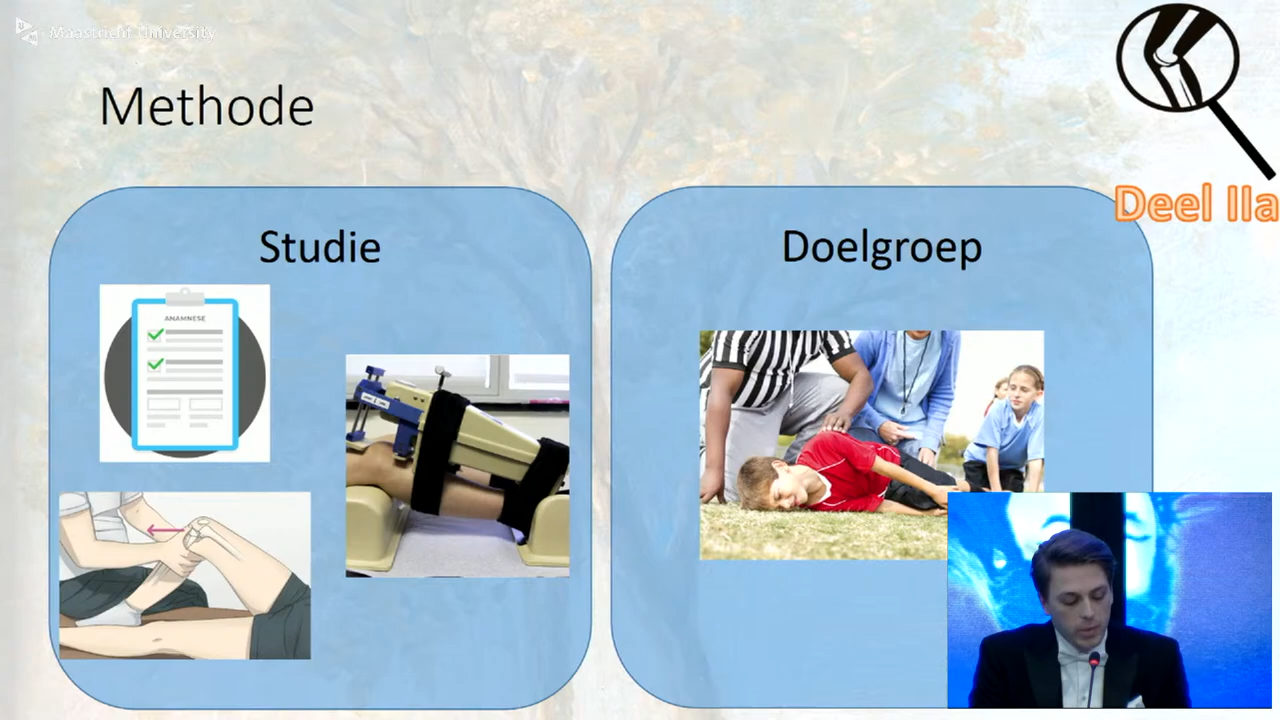 Maastricht University
Methode
Deel IIa
Studie
Doelgroep
ANAMNESE